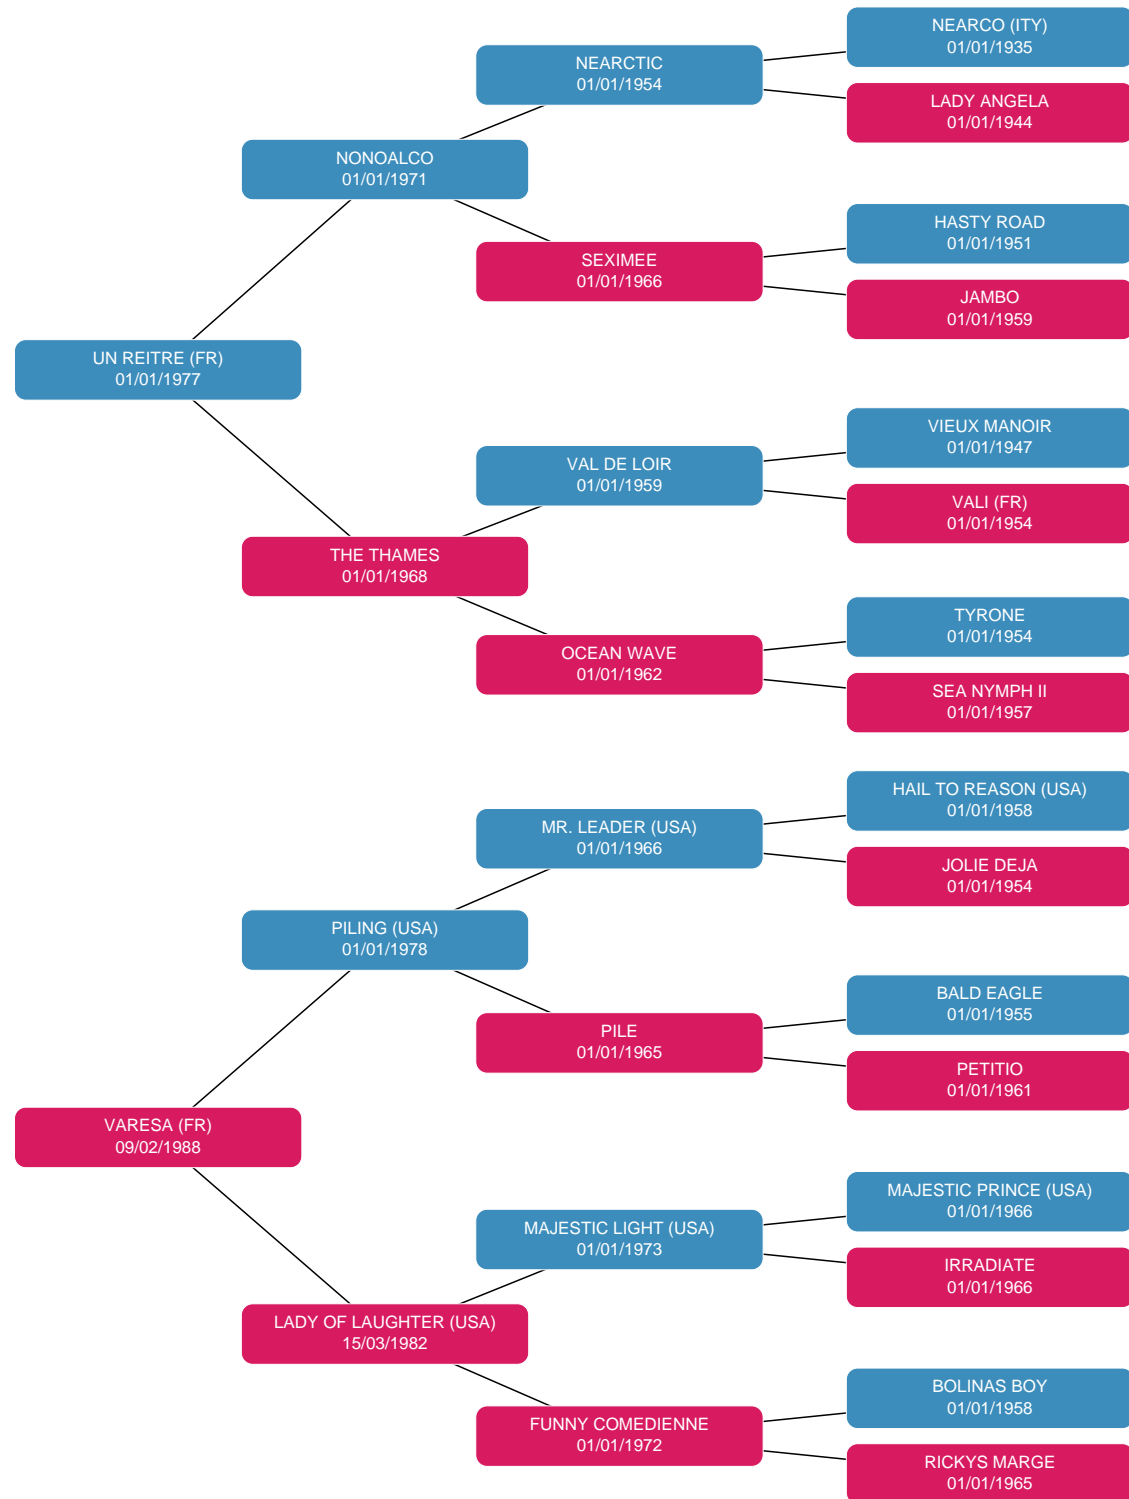 NEARCO (ITY)
01/01/1935
NEARCTIC
01/01/1954
LADY ANGELA
01/01/1944
NONOALCO
01/01/1971
HASTY ROAD
01/01/1951
SEXIMEE
01/01/1966
JAMBO
01/01/1959
UN REITRE (FR)
01/01/1977
VIEUX MANOIR
01/01/1947
VAL DE LOIR
01/01/1959
VALI (FR)
01/01/1954
THE THAMES
01/01/1968
TYRONE
01/01/1954
OCEAN WAVE
01/01/1962
SEA NYMPH II
01/01/1957
HAIL TO REASON (USA)
01/01/1958
MR. LEADER (USA)
01/01/1966
JOLIE DEJA
01/01/1954
PILING (USA)
01/01/1978
BALD EAGLE
01/01/1955
PILE
01/01/1965
PETITIO
01/01/1961
VARESA (FR)
09/02/1988
MAJESTIC PRINCE (USA)
01/01/1966
MAJESTIC LIGHT (USA)
01/01/1973
IRRADIATE
01/01/1966
LADY OF LAUGHTER (USA)
15/03/1982
BOLINAS BOY
01/01/1958
FUNNY COMEDIENNE
01/01/1972
RICKYS MARGE
01/01/1965